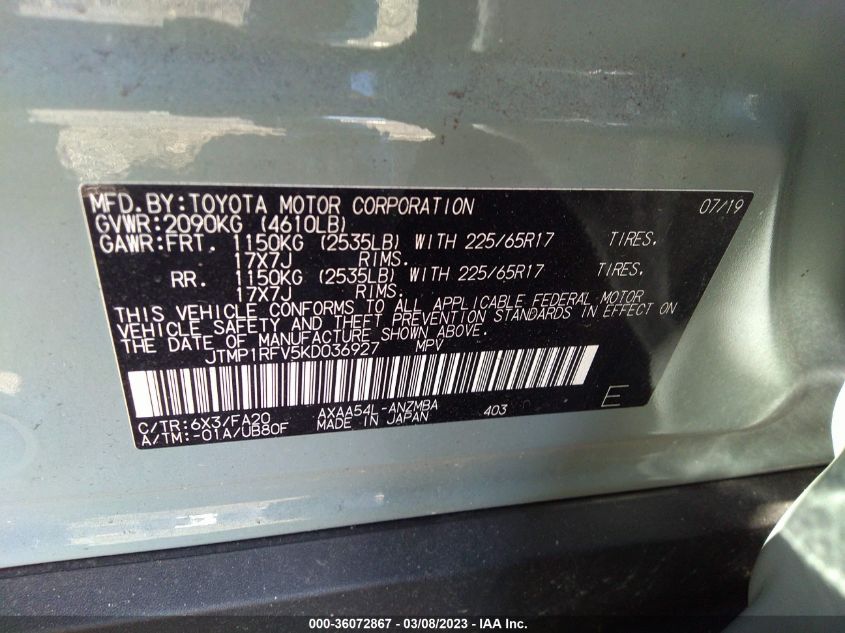 MFD.BY:TOYOTA MOTOR CORPORATION 07/19
GVWR:2090KG (4610LB)
GAWR:FRT. 1150KG (2535LB) WITH 225/65R17 TIRES.
17X7J RIMS.
RR. 1150KG (2535LB) WITH 225/65R17 TIRES.
17X7J RIMS.
THIS VEHICLE CONFORMS TO ALL APPLICABLE FEDERAL MOTOR
VEHICLE SAFETY AND THEFT PREVENTION STANDARDS IN EFFECT ON
THE DATE OF MANUFACTURE SHOWN ABOVE.
JTMP1RFV5KD036927 MPV
C/TR:6X3/FA20 AXAA54L-ANZMBA 403 E
A/TM:-01A/UB80F MADE IN JAPAN
000-36072867 — 03/08/2023 — IAA Inc.